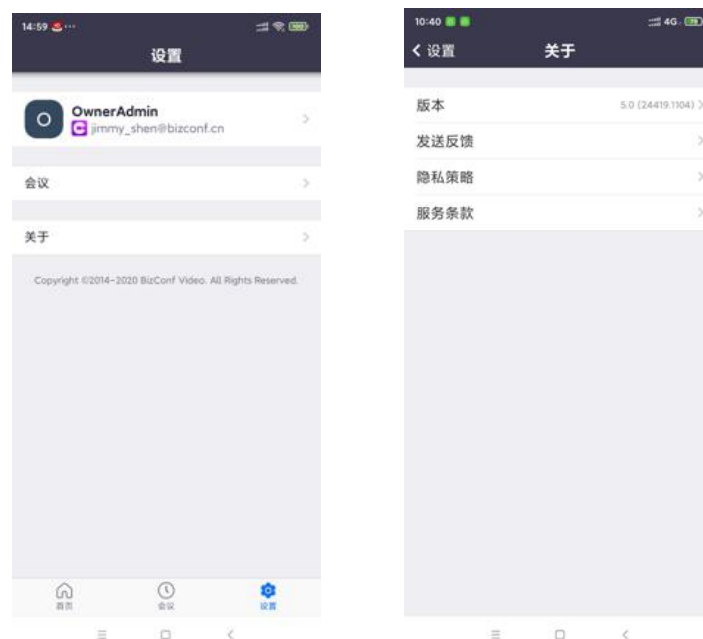 14:59
设置
O
OwnerAdmin
jimmy_shen@bizconf.cn
会议
关于
Copyright ©2014-2020 BizConf Video. All Rights Reserved.
首页
会议
设置
10:40
4G
设置
关于
版本
5.0 (24419.1104)
发送反馈
隐私策略
服务条款